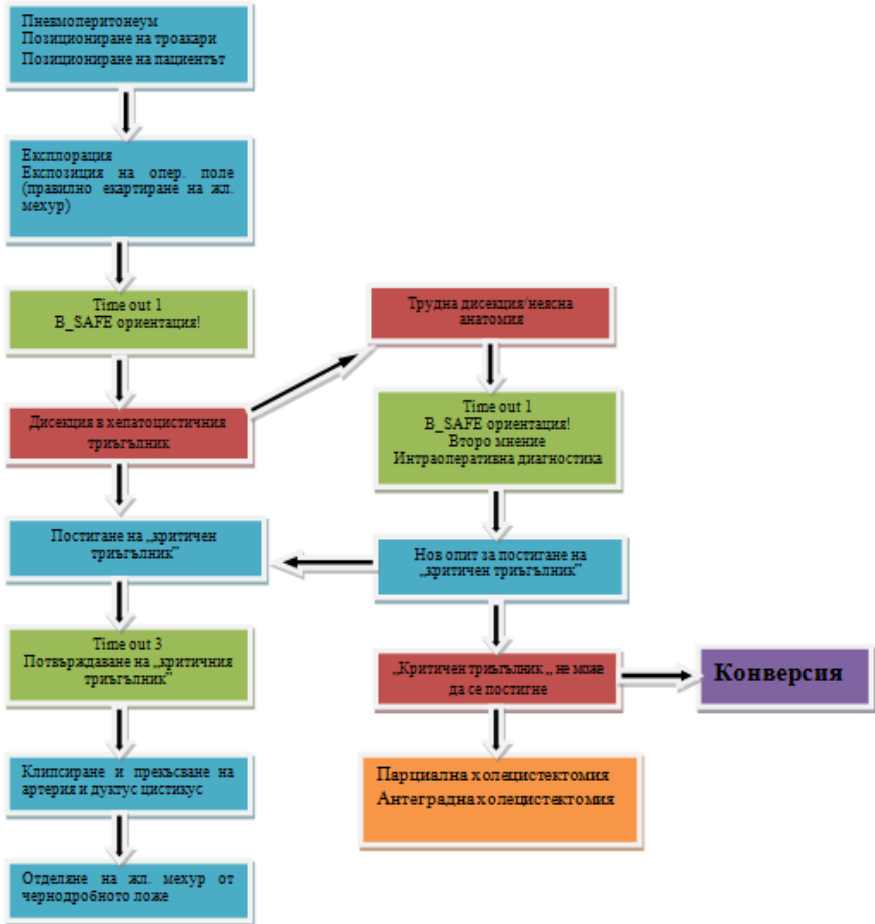 Пневмоперитонеум
Позициониране на троакари
Позициониране на пациентът
Експлорация
Експозиция на опер. поле
(правилно екартиране на жл.
мехур)
Time out 1
B_SAFE ориентация!
Дисекция в хепатоцистичния
триъгълник
Постигане на „критичен
триъгълник”
Time out 3
Потвърждаване на „критичния
триъгълник”
Клипсиране и прекъсване на
артерия и дуктус цистикус
Отделяне на жл. мехур от
чернодробното ложе
Трудна дисекция/неясна
анатомия
Time out 1
B_SAFE ориентация!
Второ мнение
Интраоперативна диагностика
Нов опит за постигане на
„критичен триъгълник”
„Критичен триъгълник „ не може
да се постигне
Конверсия
Парциална холецистектомия
Антеградна холецистектомия